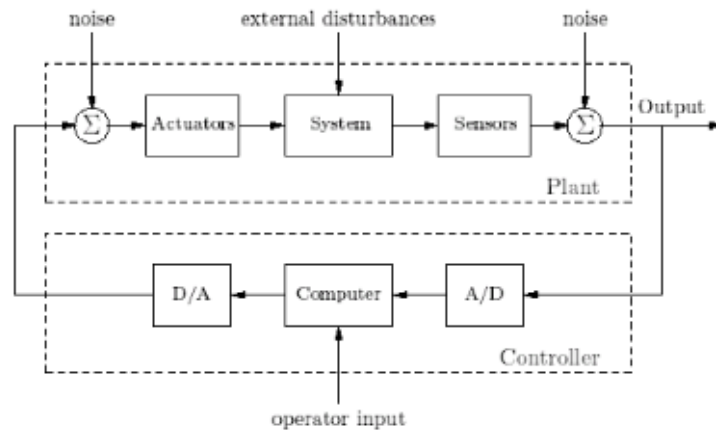 noise
external disturbances
noise
Σ
Actuators
System
Sensors
Σ
Output
Plant
D/A
Computer
A/D
Controller
operator input